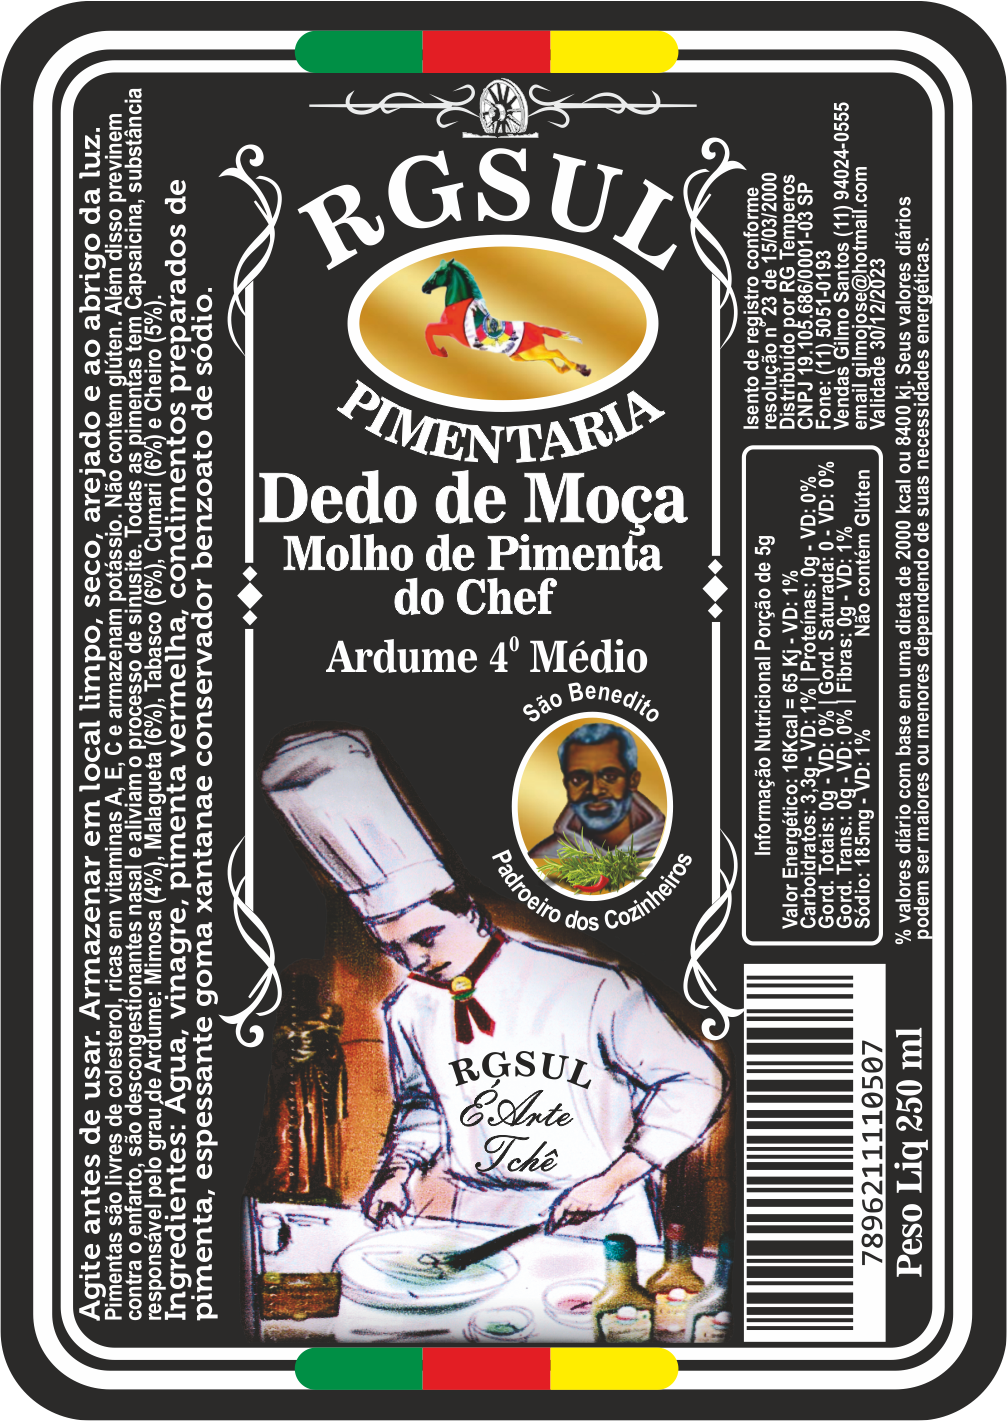 RGSUL
PIMENTARIA
Dedo de Moça
Molho de Pimenta
do Chef
Ardume 4⁰ Médio
São Benedito
Padroeiro dos Cozinheiros
RGSUL
É Arte
Tchê
Agite antes de usar. Armazenar em local limpo, seco, arejado e ao abrigo da luz.
Pimentas são livres de colesterol, ricas em vitaminas A, E, C e armazenam potássio. Não contem glúten. Além disso previnem
contra o enfarto, são descongestionantes nasal e aliviam o processo de sinusite. Todas as pimentas tem Capsaicina, substância
responsável pelo grau de Ardume: Mimosa (4%), Malagueta (6%), Tabasco (6%), Cumari (6%) e Cheiro (5%).
Ingredientes: Água, vinagre, pimenta vermelha, condimentos preparados de
pimenta, espessante goma xantanae conservador benzoato de sódio.
Isento de registro conforme
resolução nº 23 de 15/03/2000
Distribuído por RG Temperos
CNPJ 19.105.686/0001-03 SP
Fone: (11) 5051-0193
Vendas Gilmo Santos (11) 94024-0555
email gilmojose@hotmail.com
Validade 30/12/2023
Informação Nutricional Porção de 5g
Valor Energético; 16Kcal = 65 Kj - VD: 1%
Carboidratos: 3,3g - VD: 1% | Proteínas: 0g - VD: 0%
Gord. Totais: 0g - VD: 0% | Gord. Saturada: 0 - VD: 0%
Gord. Trans.: 0g - VD: 0% | Fibras: 0g - VD: 1%
Sódio: 185mg - VD: 1% Não contém Glúten
% valores diário com base em uma dieta de 2000 kcal ou 8400 kj. Seus valores diários
podem ser maiores ou menores dependendo de suas necessidades energéticas.
7896211110507
Peso Liq 250 ml